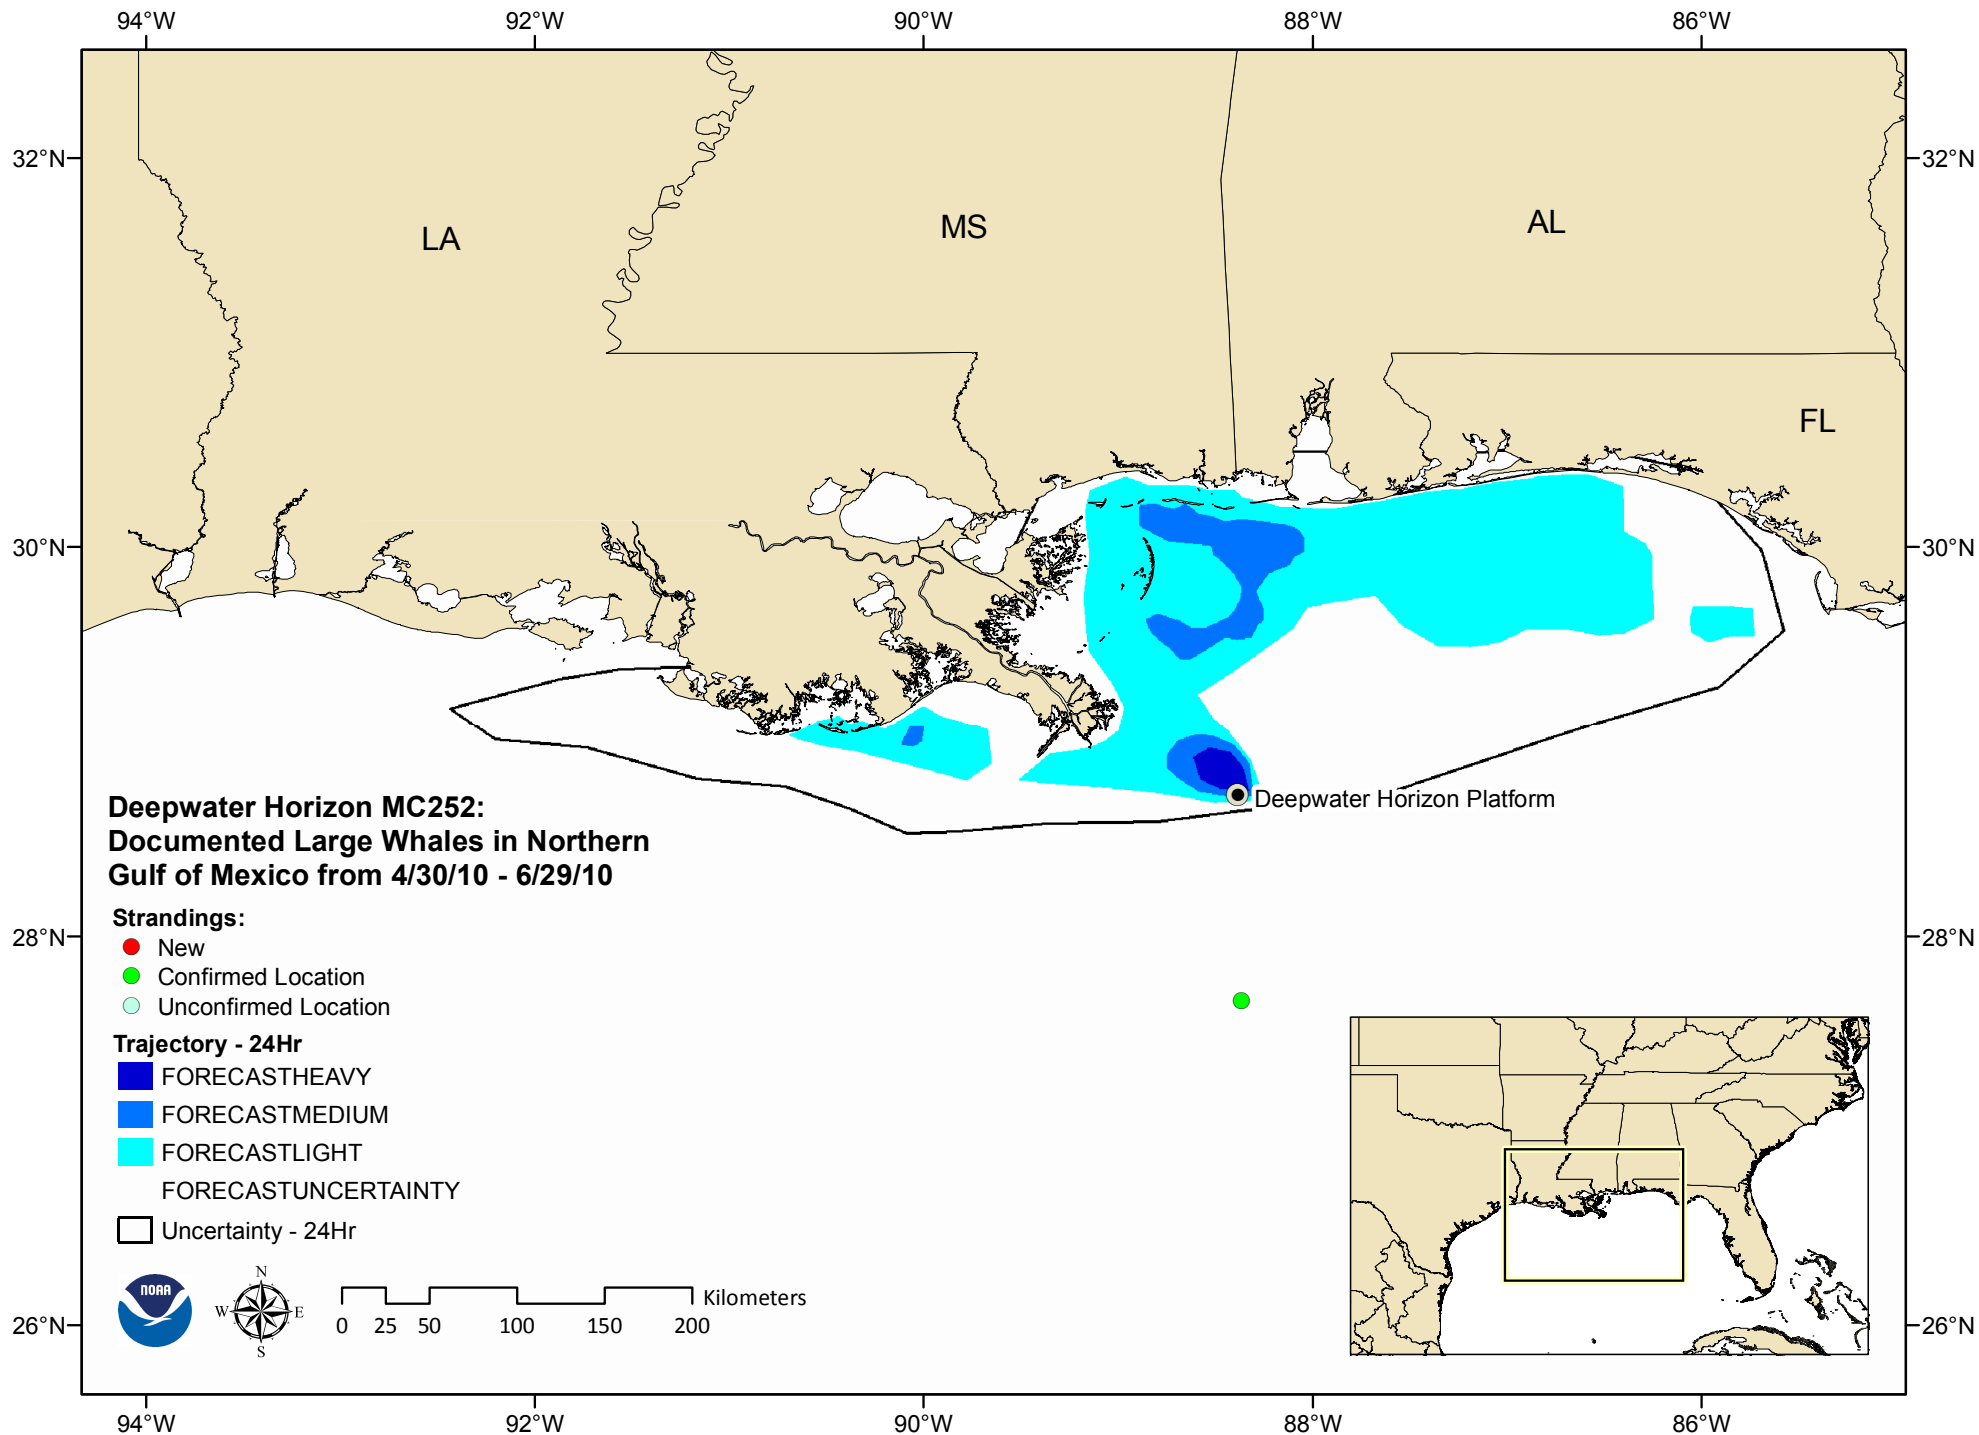 94°W 92°W 90°W 88°W 86°W
32°N 32°N
LA MS AL
FL
30°N 30°N
Deepwater Horizon Platform
Deepwater Horizon MC252:
Documented Large Whales in Northern
Gulf of Mexico from 4/30/10 - 6/29/10
Strandings:
28°N 28°N
New
Confirmed Location
Unconfirmed Location
Trajectory - 24Hr
FORECASTHEAVY
FORECASTMEDIUM
FORECASTLIGHT
FORECASTUNCERTAINTY
Uncertainty - 24Hr
NOAA
N
W E
S
Kilometers
0 25 50 100 150 200
26°N 26°N
94°W 92°W 90°W 88°W 86°W